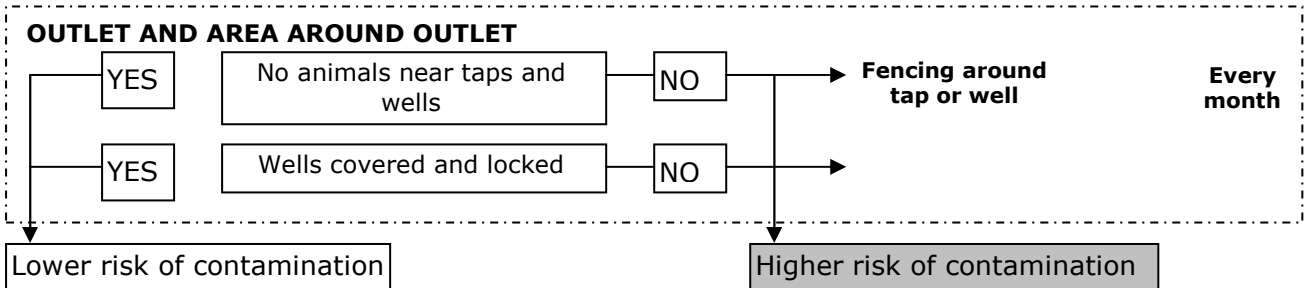 OUTLET AND AREA AROUND OUTLET
YES
No animals near taps and
wells
NO
Fencing around
tap or well
Every
month
YES
Wells covered and locked
NO
Lower risk of contamination
Higher risk of contamination